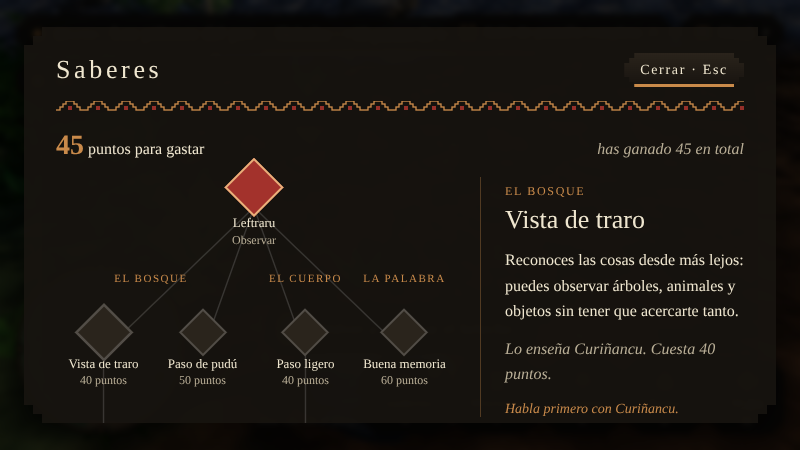 Saberes
Cerrar · Esc
45 puntos para gastar
has ganado 45 en total
Leftraru
Observar
EL BOSQUE
EL CUERPO
LA PALABRA
Vista de traro
40 puntos
Paso de pudú
50 puntos
Paso ligero
40 puntos
Buena memoria
60 puntos
EL BOSQUE
Vista de traro
Reconoces las cosas desde más lejos:
puedes observar árboles, animales y
objetos sin tener que acercarte tanto.
Lo enseña Curiñancu. Cuesta 40
puntos.
Habla primero con Curiñancu.